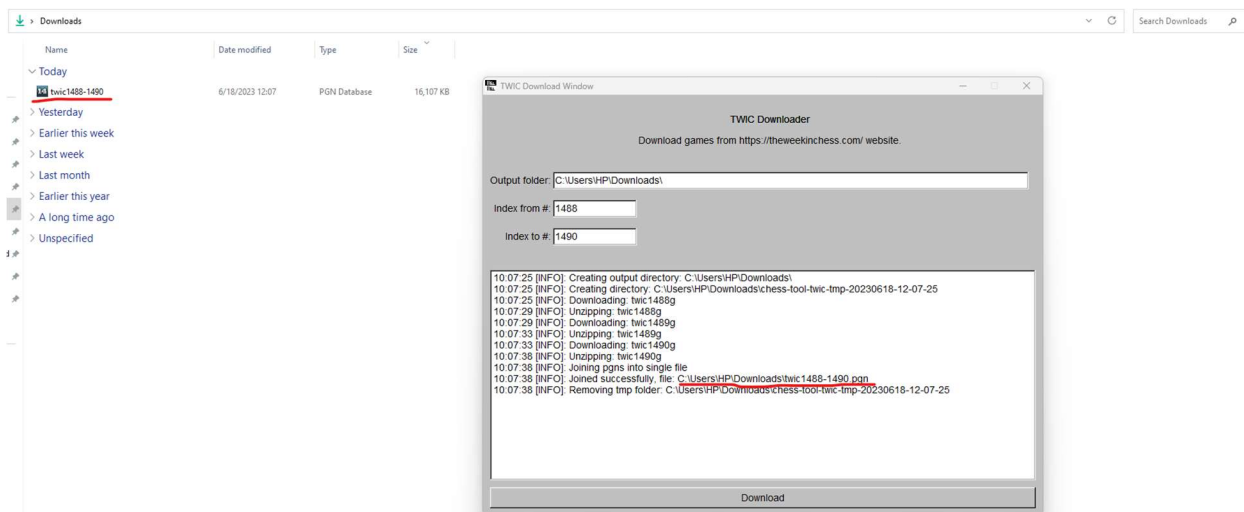 Downloads
Search Downloads
Name Date modified Type Size
Today
twic1488-1490 6/18/2023 12:07 PGN Database 16,107 KB
Yesterday
Earlier this week
Last week
Last month
Earlier this year
A long time ago
Unspecified
d
TWIC Download Window
TWIC Downloader
Download games from https://theweekinchess.com/ website.
Output folder: C:\Users\HP\Downloads\
Index from #: 1488
Index to #: 1490
10:07:25 [INFO]: Creating output directory: C:\Users\HP\Downloads\
10:07:25 [INFO]: Creating directory: C:\Users\HP\Downloads\chess-tool-twic-tmp-20230618-12-07-25
10:07:25 [INFO]: Downloading: twic1488g
10:07:29 [INFO]: Unzipping: twic1488g
10:07:29 [INFO]: Downloading: twic1489g
10:07:33 [INFO]: Unzipping: twic1489g
10:07:33 [INFO]: Downloading: twic1490g
10:07:38 [INFO]: Unzipping: twic1490g
10:07:38 [INFO]: Joining pgns into single file
10:07:38 [INFO]: Joined successfully, file: C:\Users\HP\Downloads\twic1488-1490.pgn
10:07:38 [INFO]: Removing tmp folder: C:\Users\HP\Downloads\chess-tool-twic-tmp-20230618-12-07-25
Download